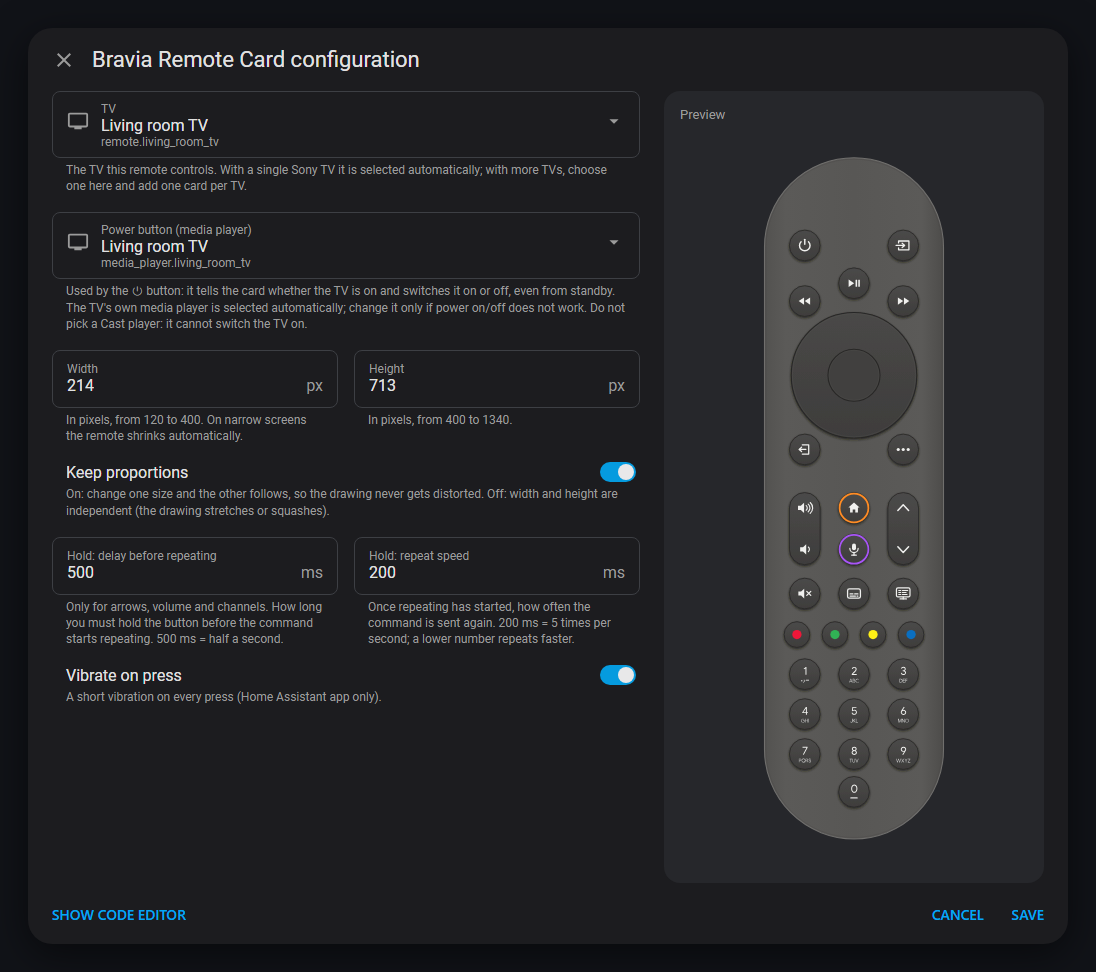 Bravia Remote Card configuration
TV
Living room TV
remote.living_room_tv
The TV this remote controls. With a single Sony TV it is selected automatically; with more TVs, choose
one here and add one card per TV.
Power button (media player)
Living room TV
media_player.living_room_tv
Used by the ⏻ button: it tells the card whether the TV is on and switches it on or off, even from standby.
The TV's own media player is selected automatically; change it only if power on/off does not work. Do not
pick a Cast player: it cannot switch the TV on.
Width
214 px
In pixels, from 120 to 400. On narrow screens
the remote shrinks automatically.
Height
713 px
In pixels, from 400 to 1340.
Keep proportions
On: change one size and the other follows, so the drawing never gets distorted. Off: width and height are
independent (the drawing stretches or squashes).
Hold: delay before repeating
500 ms
Only for arrows, volume and channels. How long
you must hold the button before the command
starts repeating. 500 ms = half a second.
Hold: repeat speed
200 ms
Once repeating has started, how often the
command is sent again. 200 ms = 5 times per
second; a lower number repeats faster.
Vibrate on press
A short vibration on every press (Home Assistant app only).
Preview
1 2 3
ABC DEF
4 5 6
GHI JKL MNO
7 8 9
PQRS TUV WXYZ
0
SHOW CODE EDITOR
CANCEL SAVE